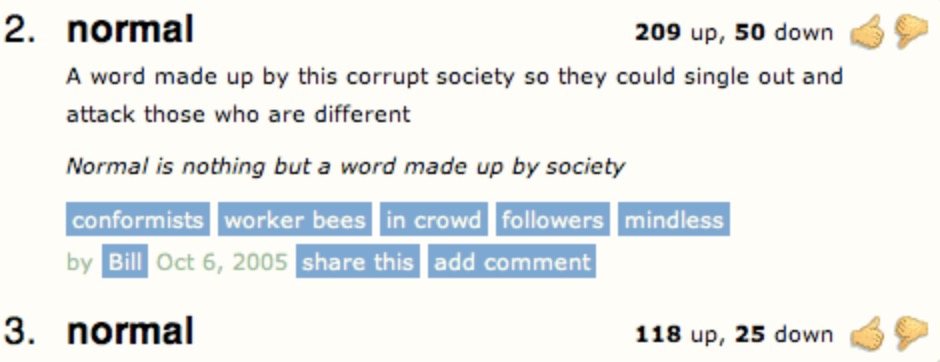 2. normal 209 up, 50 down
A word made up by this corrupt society so they could single out and
attack those who are different
Normal is nothing but a word made up by society
conformists worker bees in crowd followers mindless
by Bill Oct 6, 2005 share this add comment
3. normal 118 up, 25 down